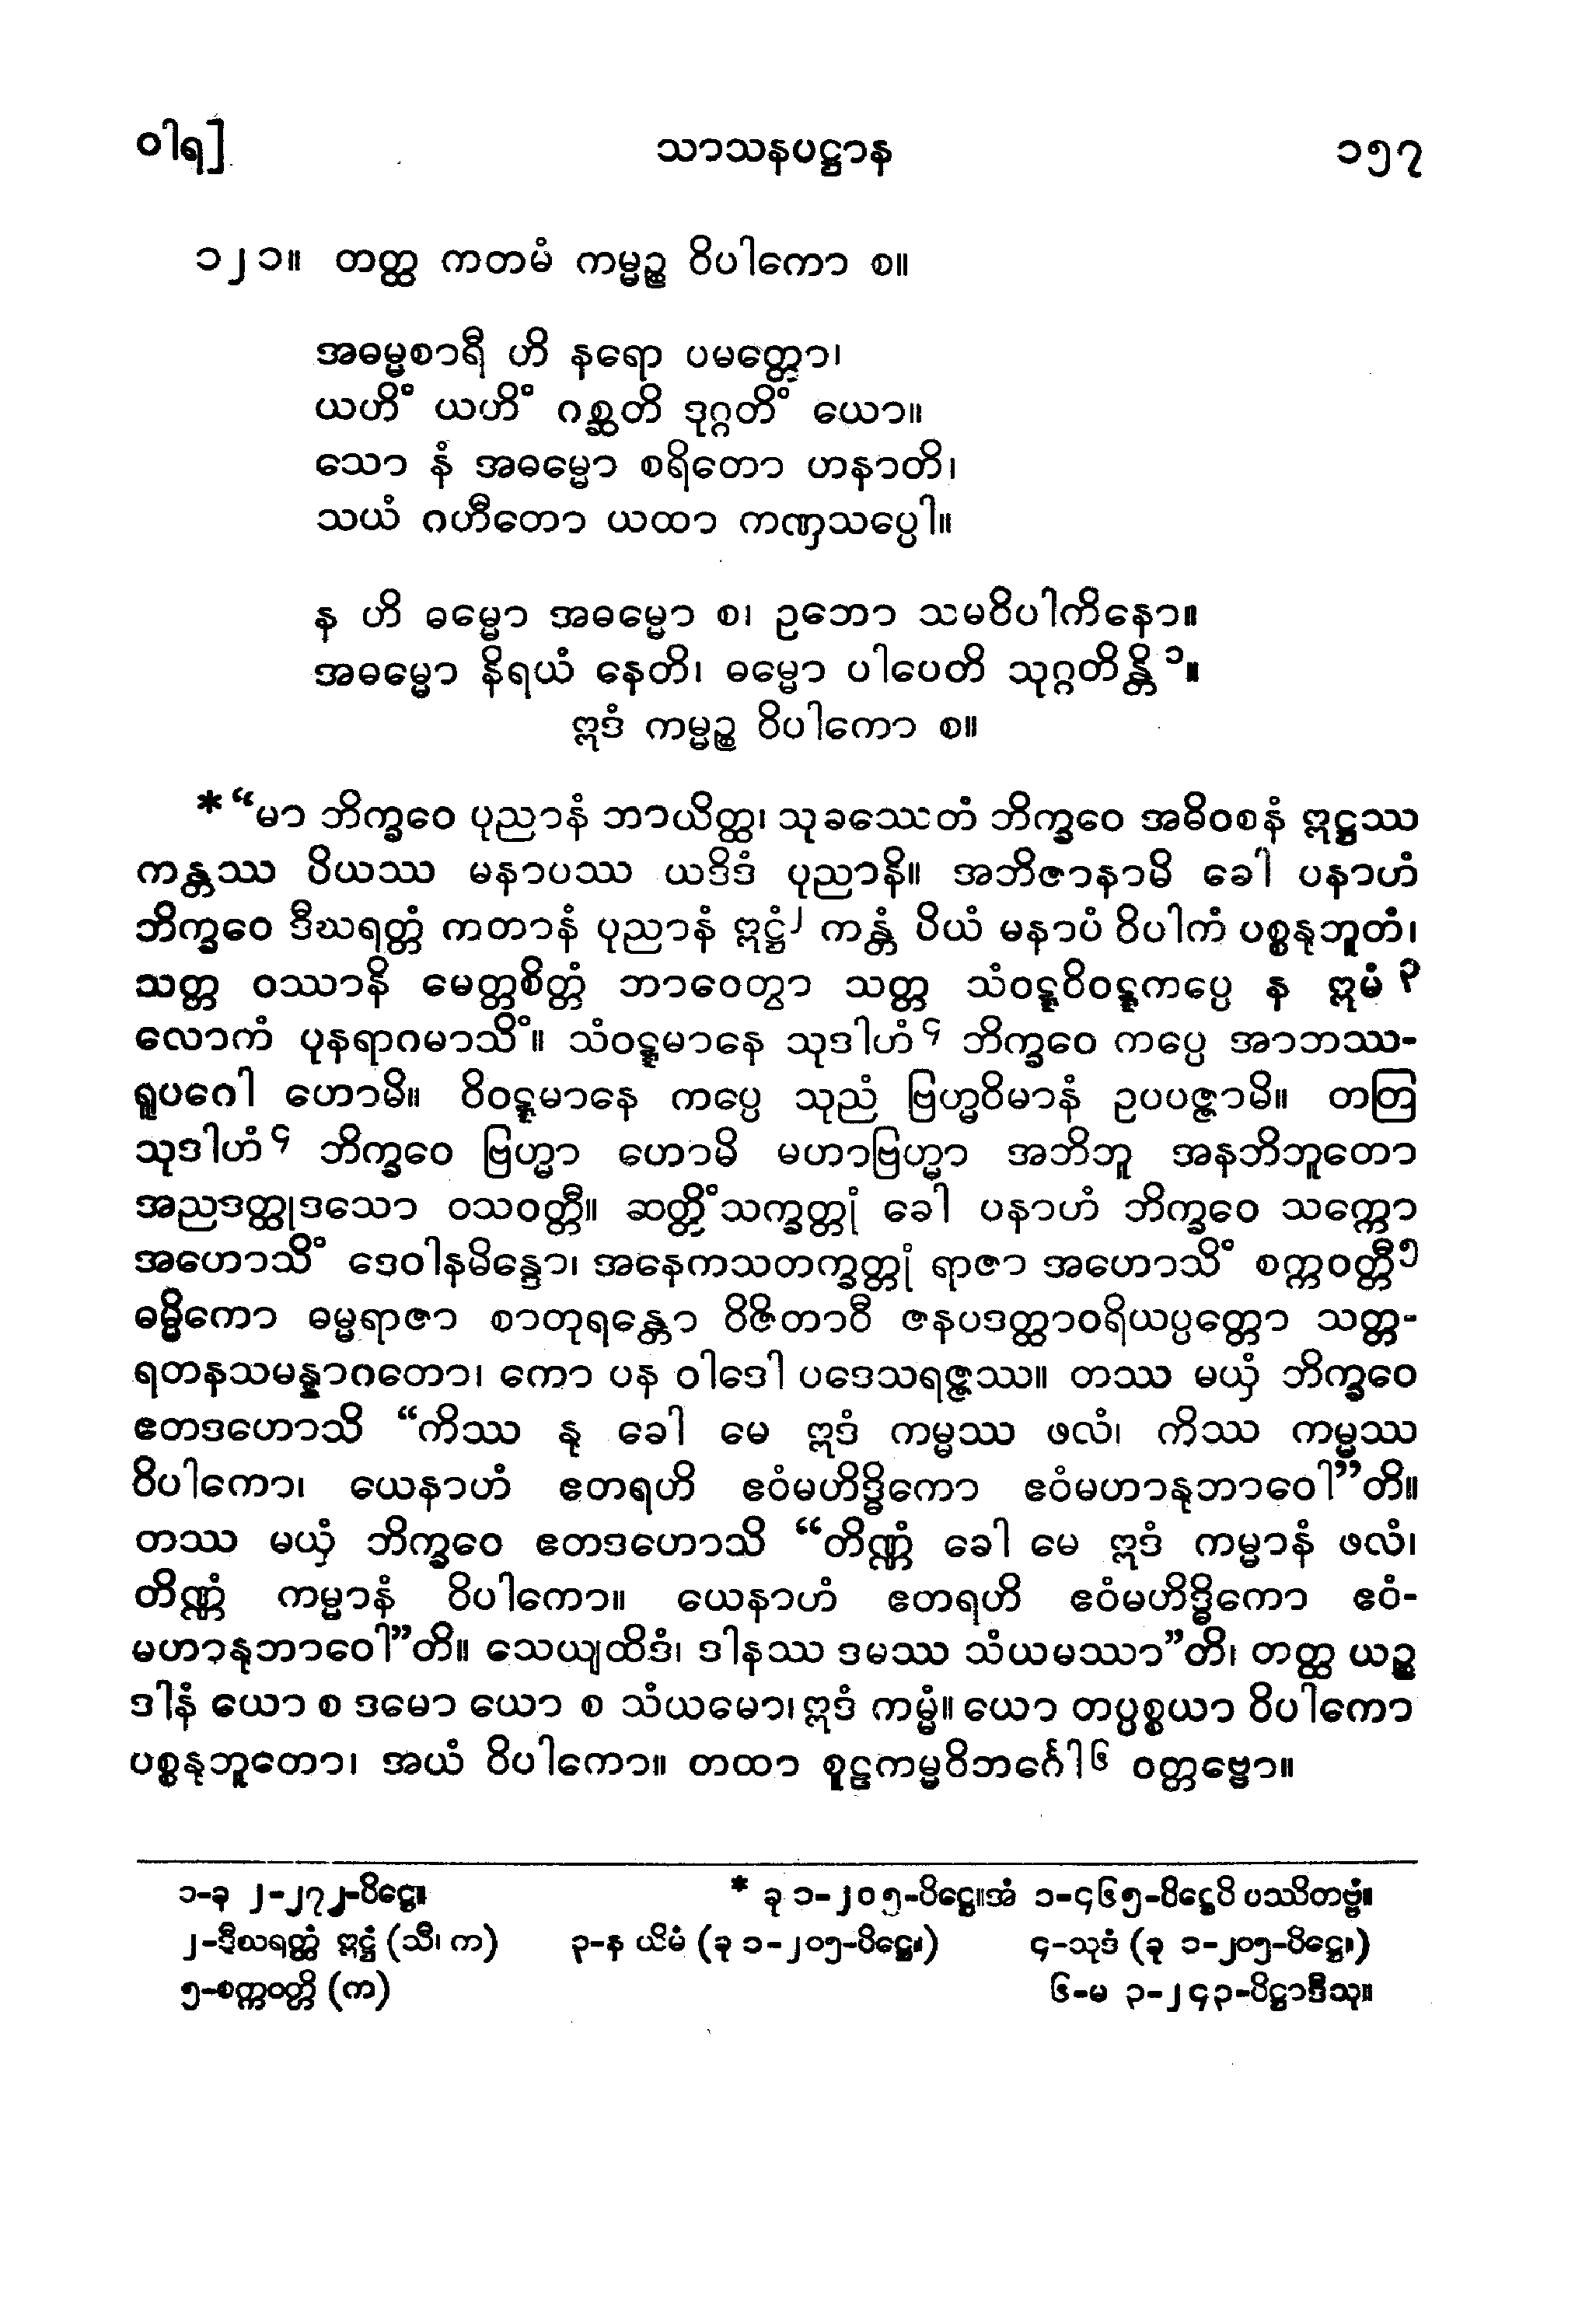 ဝါရ] သာသနပဋ္ဌာန ၁၅၇
၁၂၁။ တတ္ထ ကတမံ ကမ္မဉ္စ ဝိပါကော စ။
အဓမ္မစာရီ ဟိ နရော ပမတ္တော၊
ယဟိံ ယဟိံ ဂစ္ဆတိ ဒုဂ္ဂတိံ ယော။
သော နံ အဓမ္မော စရိတော ဟနာတိ၊
သယံ ဂဟီတော ယထာ ကဏှသပ္ပေါ။
န ဟိ ဓမ္မော အဓမ္မော စ၊ ဥဘော သမဝိပါကိနော။
အဓမ္မော နိရယံ နေတိ၊ ဓမ္မော ပါပေတိ သုဂ္ဂတိန္တိ ၁။
ဣဒံ ကမ္မဉ္စ ဝိပါကော စ။
* “မာ ဘိက္ခဝေ ပုညာနံ ဘာယိတ္ထ၊ သုခဿေတံ ဘိက္ခဝေ အဓိဝစနံ ဣဋ္ဌဿ
ကန္တဿ ပိယဿ မနာပဿ ယဒိဒံ ပုညာနိ။ အဘိဇာနာမိ ခေါ ပနာဟံ
ဘိက္ခဝေ ဒီဃရတ္တံ ကတာနံ ပုညာနံ ဣဋ္ဌံ၂ ကန္တံ ပိယံ မနာပံ ဝိပါကံ ပစ္စနုဘူတံ၊
သတ္တ ဝဿာနိ မေတ္တစိတ္တံ ဘာဝေတွာ သတ္တ သံဝဋ္ဋဝိဝဋ္ဋကပ္ပေ န ဣမံ ၃
လောကံ ပုနရာဂမာသိံ။ သံဝဋ္ဋမာနေ သုဒါဟံ ၄ ဘိက္ခဝေ ကပ္ပေ အာဘဿ-
ရူပဂေါ ဟောမိ။ ဝိဝဋ္ဋမာနေ ကပ္ပေ သုညံ ဗြဟ္မဝိမာနံ ဥပပဇ္ဇာမိ။ တတြ
သုဒါဟံ ၄ ဘိက္ခဝေ ဗြဟ္မာ ဟောမိ မဟာဗြဟ္မာ အဘိဘူ အနဘိဘူတော
အညဒတ္ထုဒသော ဝသဝတ္တီ။ ဆတ္တိံသက္ခတ္တုံ ခေါ ပနာဟံ ဘိက္ခဝေ သက္ကော
အဟောသိံ ဒေဝါနမိန္ဒော၊ အနေကသတက္ခတ္တုံ ရာဇာ အဟောသိံ စက္ကဝတ္တီ၅
ဓမ္မိကော ဓမ္မရာဇာ စာတုရန္တော ဝိဇိတာဝီ ဇနပဒတ္ထာဝရိယပ္ပတ္တော သတ္တ-
ရတနသမန္နာဂတော၊ ကော ပန ဝါဒေါ ပဒေသရဇ္ဇဿ။ တဿ မယှံ ဘိက္ခဝေ
ဧတဒဟောသိ “ကိဿ နု ခေါ မေ ဣဒံ ကမ္မဿ ဖလံ၊ ကိဿ ကမ္မဿ
ဝိပါကော၊ ယေနာဟံ ဧတရဟိ ဧဝံမဟိဒ္ဓိကော ဧဝံမဟာနုဘာဝေါ”တိ။
တဿ မယှံ ဘိက္ခဝေ ဧတဒဟောသိ “တိဏ္ဏံ ခေါ မေ ဣဒံ ကမ္မာနံ ဖလံ၊
တိဏ္ဏံ ကမ္မာနံ ဝိပါကော။ ယေနာဟံ ဧတရဟိ ဧဝံမဟိဒ္ဓိကော ဧဝံ-
မဟာနုဘာဝေါ”တိ။ သေယျထိဒံ၊ ဒါနဿ ဒမဿ သံယမဿာ”တိ၊ တတ္ထ ယဉ္စ
ဒါနံ ယော စ ဒမော ယော စ သံယမော၊ ဣဒံ ကမ္မံ။ ယော တပ္ပစ္စယာ ဝိပါကော
ပစ္စနုဘူတော၊ အယံ ဝိပါကော။ တထာ စူဠကမ္မဝိဘင်္ဂေါ ၆ ဝတ္တဗ္ဗော။
၁-ခု ၂-၂၇၂-ပိဋ္ဌေ။ * ခု ၁-၂၀၅-ပိဋ္ဌေ။အံ ၁-၄၆၅-ပိဋ္ဌေပိ ပဿိတဗ္ဗံ။
၂-ဒီဃရတ္တံ ဣဋ္ဌံ (သီ၊ က) ၃-န ယိမံ (ခု ၁-၂၀၅-ပိဋ္ဌေ။) ၄-သုဒံ (ခု ၁-၂၀၅-ပိဋ္ဌေ။)
၅-စက္ကဝတ္တိ (က) ၆-မ ၃-၂၄၃-ပိဋ္ဌာဒီသု။